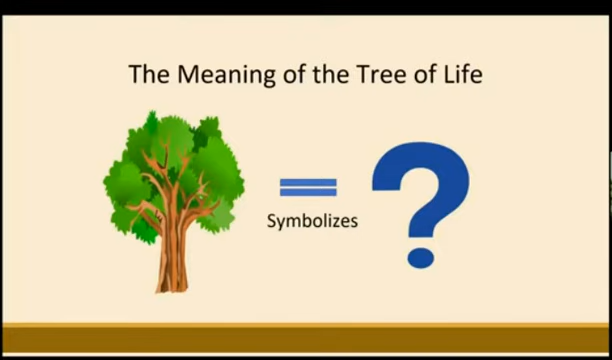 The Meaning of the Tree of Life
=
Symbolizes
?